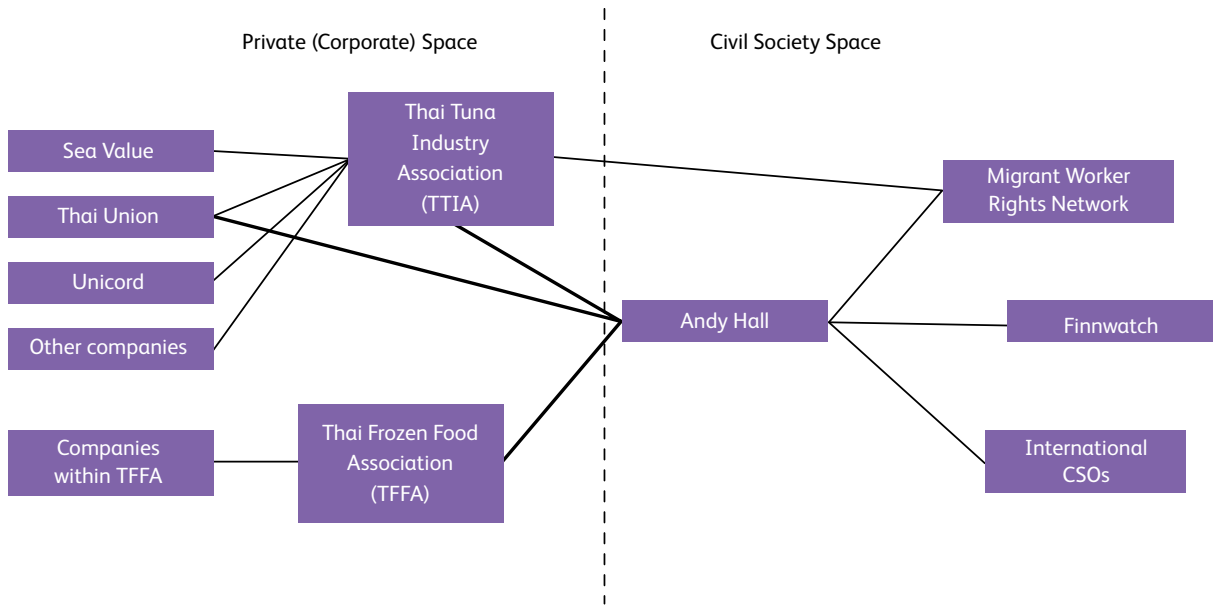 Private (Corporate) Space
Civil Society Space
Sea Value
Thai Union
Unicord
Other companies
Companies
within TFFA
Thai Tuna
Industry
Association
(TTIA)
Thai Frozen Food
Association
(TFFA)
Andy Hall
Migrant Worker
Rights Network
Finnwatch
International
CSOs